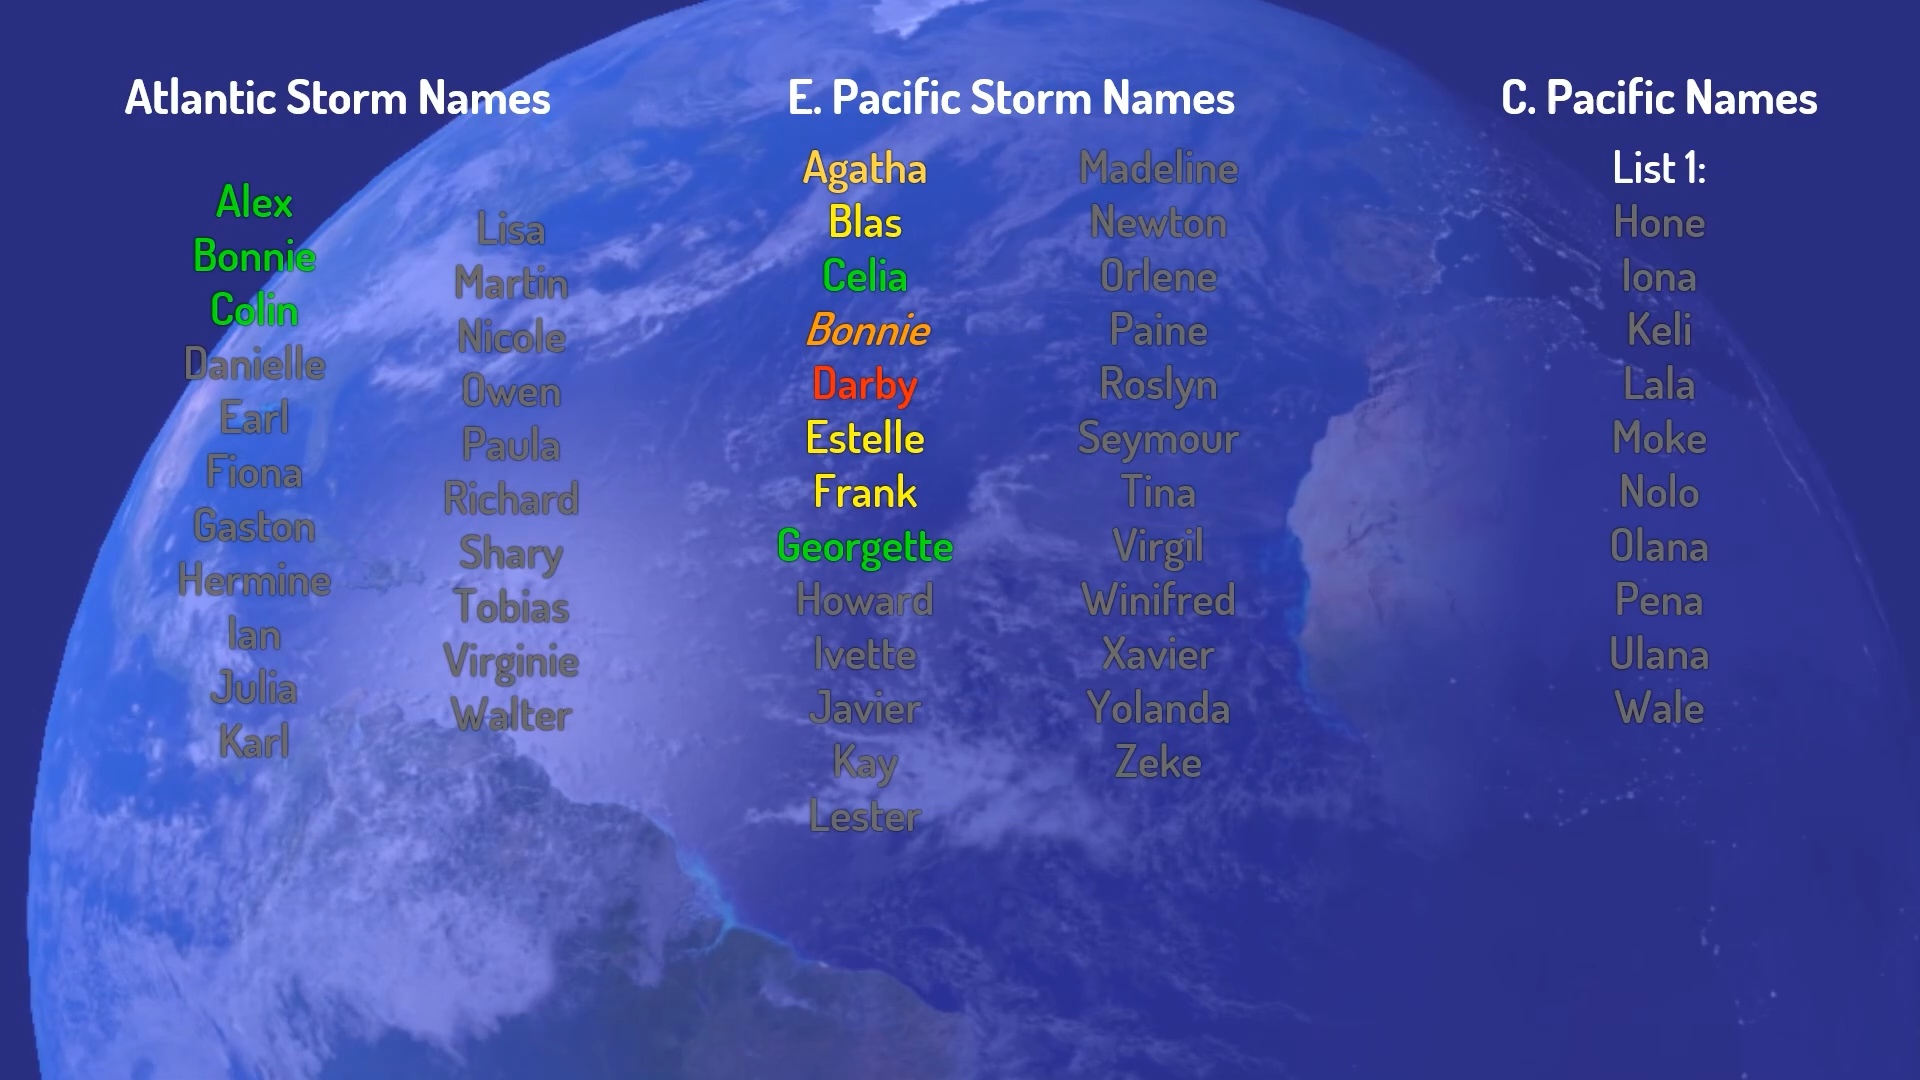 Atlantic Storm Names
Alex
Bonnie
Colin
Danielle
Earl
Fiona
Gaston
Hermine
Ian
Julia
Karl
Lisa
Martin
Nicole
Owen
Paula
Richard
Shary
Tobias
Virginie
Walter
E. Pacific Storm Names
Agatha
Blas
Celia
Bonnie
Darby
Estelle
Frank
Georgette
Howard
Ivette
Javier
Kay
Lester
Madeline
Newton
Orlene
Paine
Roslyn
Seymour
Tina
Virgil
Winifred
Xavier
Yolanda
Zeke
C. Pacific Names
List 1:
Hone
Iona
Keli
Lala
Moke
Nolo
Olana
Pena
Ulana
Wale